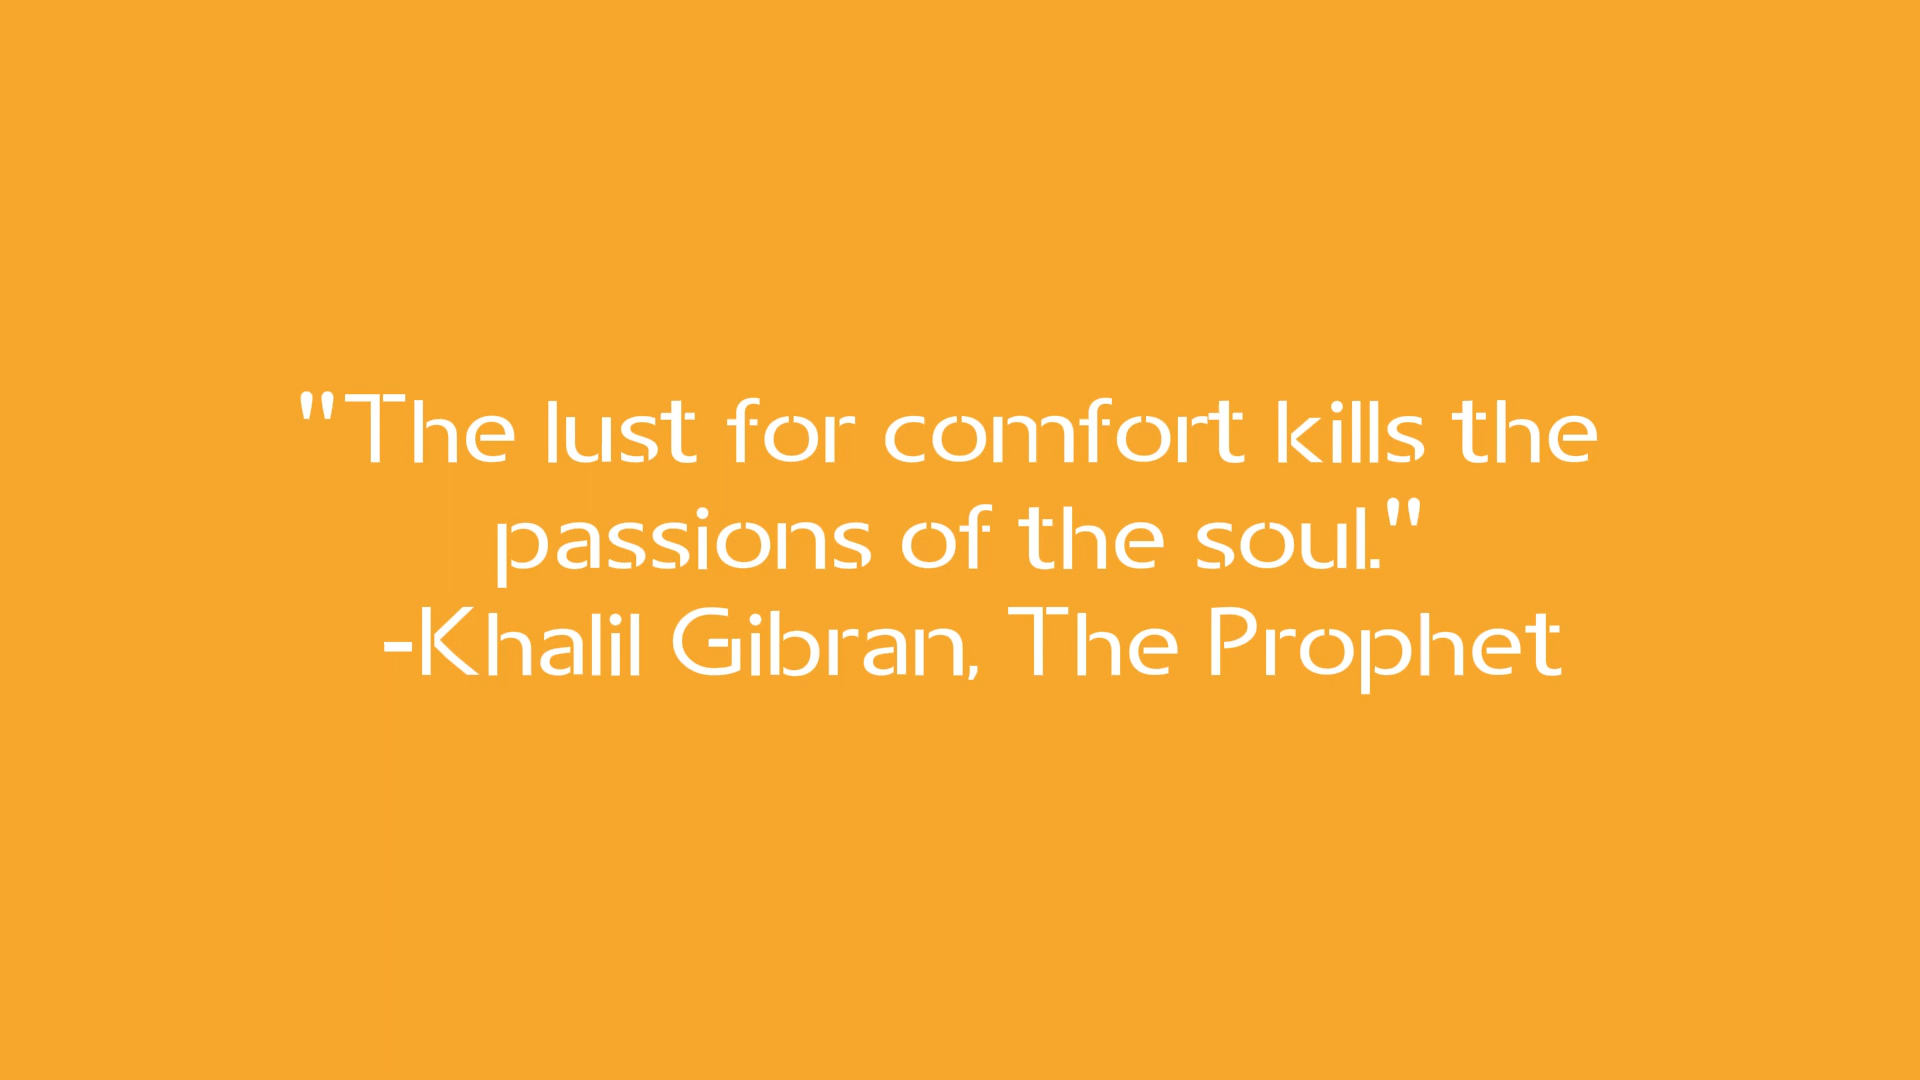 "The lust for comfort kills the
passions of the soul."
-Khalil Gibran, The Prophet